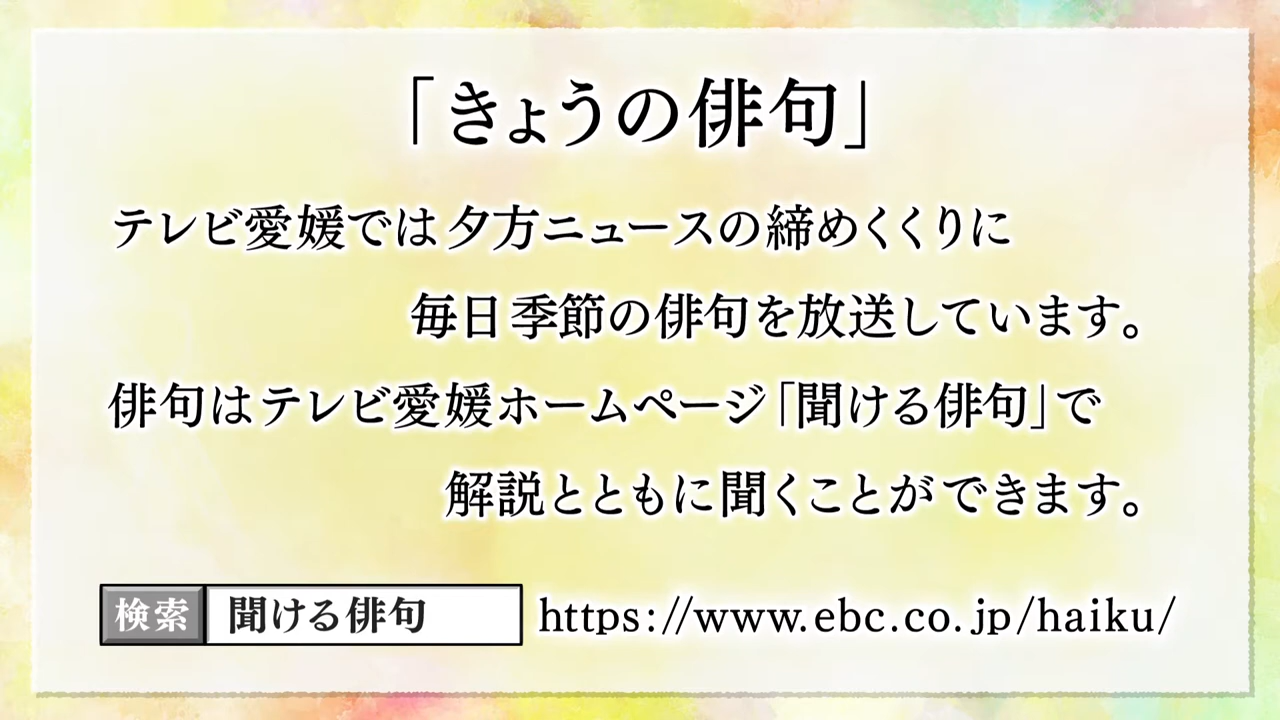 「きょうの俳句」
テレビ愛媛では夕方ニュースの締めくくりに
毎日季節の俳句を放送しています。
俳句はテレビ愛媛ホームページ「聞ける俳句」で
解説とともに聞くことができます。
検索 聞ける俳句 https://www.ebc.co.jp/haiku/